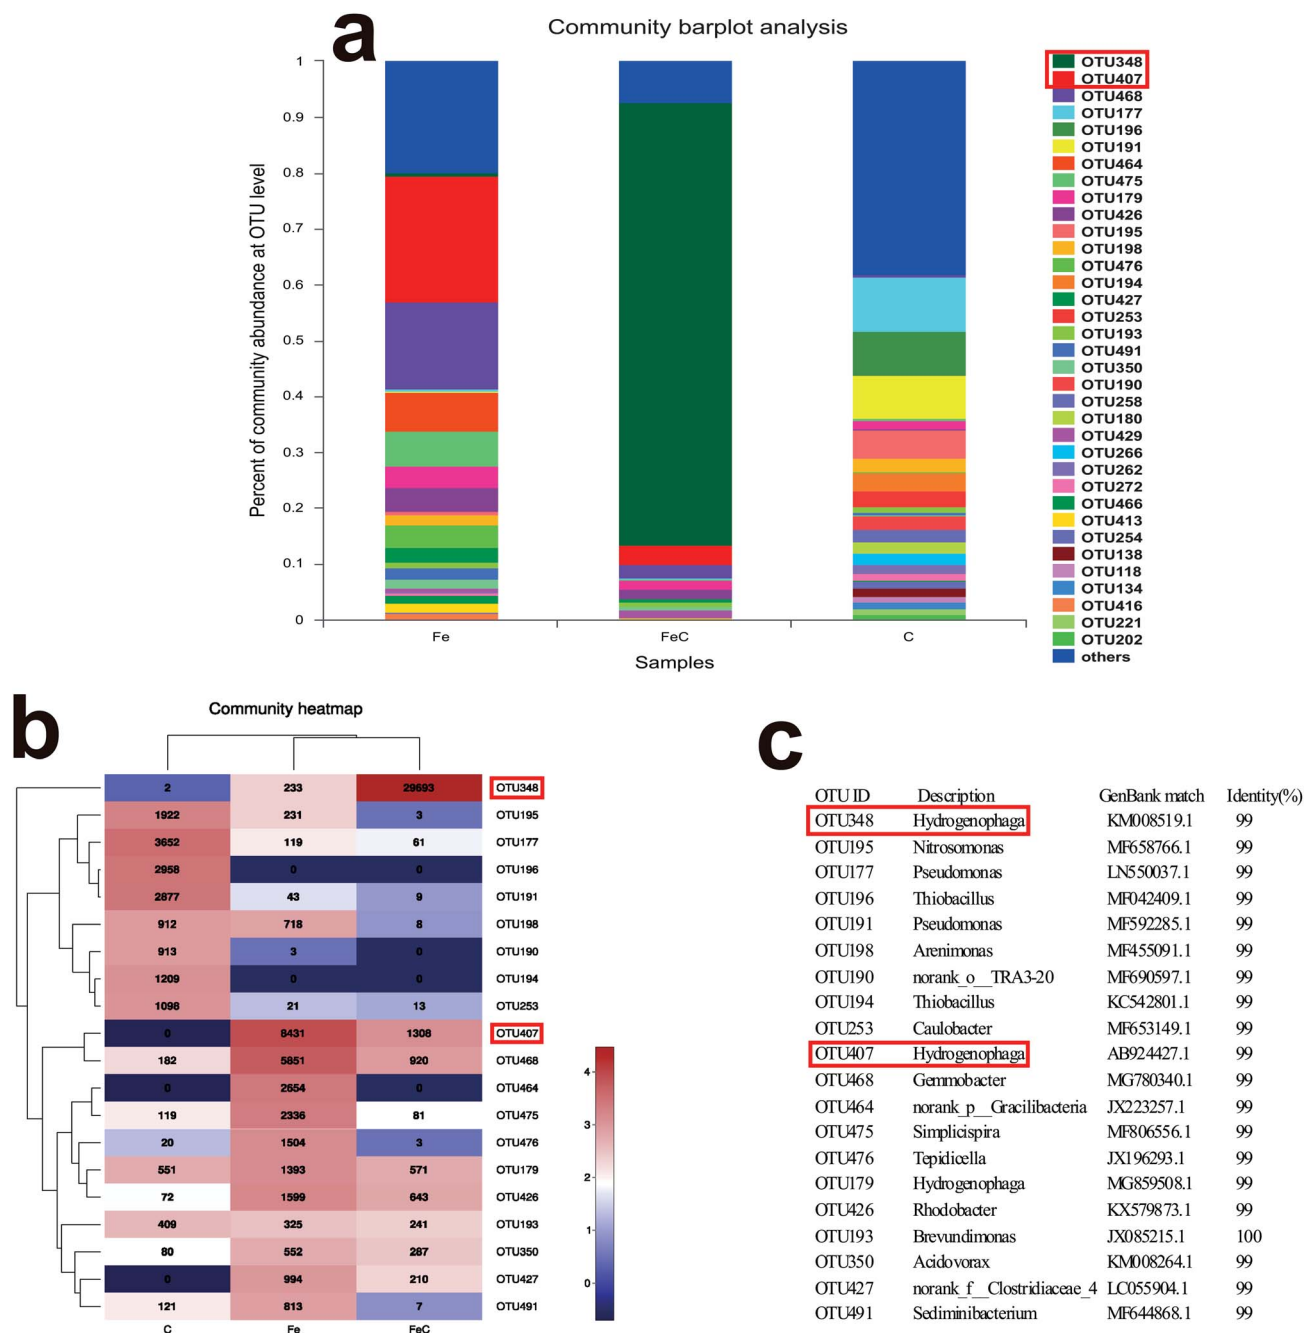 a
Community barplot analysis
Percent of community abundance at OTU level
1
0.9
0.8
0.7
0.6
0.5
0.4
0.3
0.2
0.1
0
Fe FeC C
Samples
OTU348
OTU407
OTU468
OTU177
OTU196
OTU191
OTU464
OTU475
OTU179
OTU426
OTU195
OTU198
OTU476
OTU194
OTU427
OTU253
OTU193
OTU491
OTU350
OTU190
OTU258
OTU180
OTU429
OTU266
OTU262
OTU272
OTU466
OTU413
OTU254
OTU138
OTU118
OTU134
OTU416
OTU221
OTU202
others
b
Community heatmap
2 233 29693 OTU348
1922 231 3 OTU195
3652 119 61 OTU177
2958 0 0 OTU196
2877 43 9 OTU191
912 718 8 OTU198
913 3 0 OTU190
1209 0 0 OTU194
1098 21 13 OTU253
0 8431 1308 OTU407
182 5851 920 OTU468
0 2654 0 OTU464
119 2336 81 OTU475
20 1504 3 OTU476
551 1393 571 OTU179
72 1599 643 OTU426
409 325 241 OTU193
80 552 287 OTU350
0 994 210 OTU427
121 813 7 OTU491
C Fe FeC
4
3
2
1
0
c
OTU ID Description GenBank match Identity(%)
OTU348 Hydrogenophaga KM008519.1 99
OTU195 Nitrosomonas MF658766.1 99
OTU177 Pseudomonas LN550037.1 99
OTU196 Thiobacillus MF042409.1 99
OTU191 Pseudomonas MF592285.1 99
OTU198 Arenimonas MF455091.1 99
OTU190 norank_o__TRA3-20 MF690597.1 99
OTU194 Thiobacillus KC542801.1 99
OTU253 Caulobacter MF653149.1 99
OTU407 Hydrogenophaga AB924427.1 99
OTU468 Gemmobacter MG780340.1 99
OTU464 norank_p__Gracilibacteria JX223257.1 99
OTU475 Simplicispira MF806556.1 99
OTU476 Tepidicella JX196293.1 99
OTU179 Hydrogenophaga MG859508.1 99
OTU426 Rhodobacter KX579873.1 99
OTU193 Brevundimonas JX085215.1 100
OTU350 Acidovorax KM008264.1 99
OTU427 norank_f__Clostridiaceae_4 LC055904.1 99
OTU491 Sediminibacterium MF644868.1 99